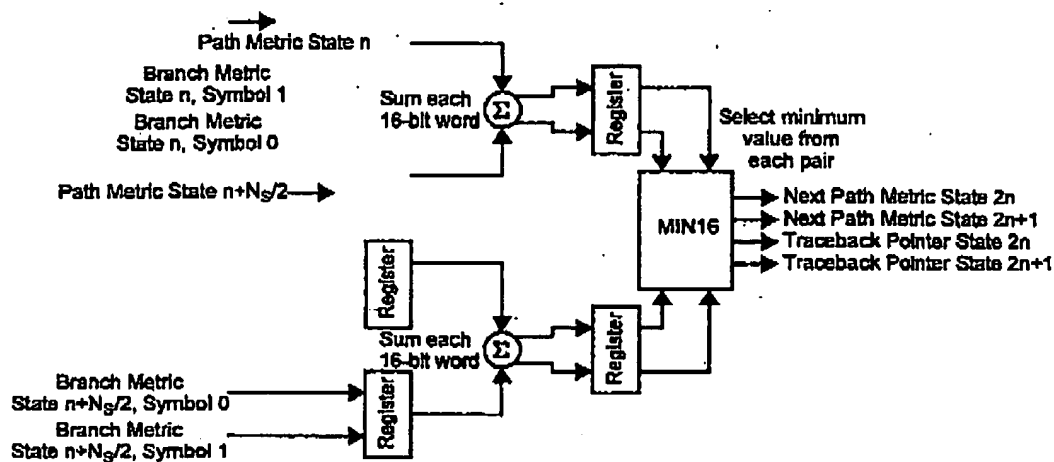 Path Metric State n
Branch Metric
State n, Symbol 1
Branch Metric
State n, Symbol 0
Sum each
16-bit word
Σ
Register
Select minimum
value from
each pair
Path Metric State n+N_S/2
MIN16
Next Path Metric State 2n
Next Path Metric State 2n+1
Traceback Pointer State 2n
Traceback Pointer State 2n+1
Register
Sum each
16-bit word
Σ
Register
Branch Metric
State n+N_S/2, Symbol 0
Branch Metric
State n+N_S/2, Symbol 1
Register